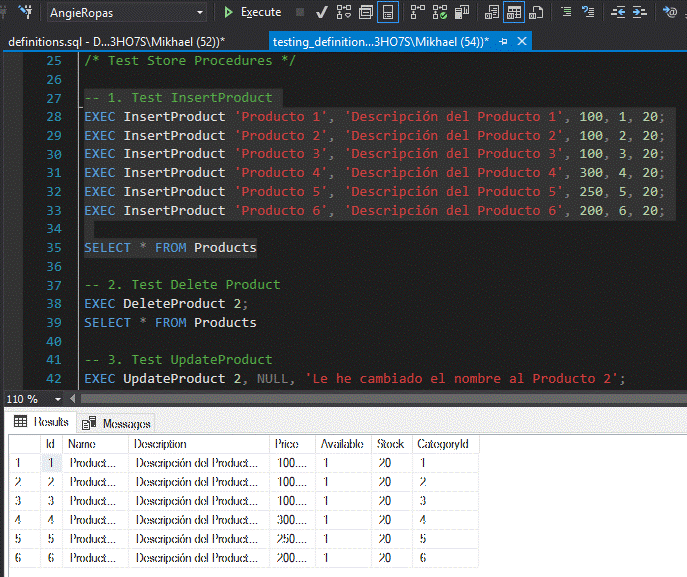 AngieRopas Execute
definitions.sql - D...3HO7S\Mikhael (52))* testing_definition...3HO7S\Mikhael (54))*
25 /* Test Store Procedures */
26
27 -- 1. Test InsertProduct
28 EXEC InsertProduct 'Producto 1', 'Descripción del Producto 1', 100, 1, 20;
29 EXEC InsertProduct 'Producto 2', 'Descripción del Producto 2', 100, 2, 20;
30 EXEC InsertProduct 'Producto 3', 'Descripción del Producto 3', 100, 3, 20;
31 EXEC InsertProduct 'Producto 4', 'Descripción del Producto 4', 300, 4, 20;
32 EXEC InsertProduct 'Producto 5', 'Descripción del Producto 5', 250, 5, 20;
33 EXEC InsertProduct 'Producto 6', 'Descripción del Producto 6', 200, 6, 20;
34
35 SELECT * FROM Products
36
37 -- 2. Test Delete Product
38 EXEC DeleteProduct 2;
39 SELECT * FROM Products
40
41 -- 3. Test UpdateProduct
42 EXEC UpdateProduct 2, NULL, 'Le he cambiado el nombre al Producto 2';
110 %
Results Messages
Id Name Description Price Available Stock CategoryId
1 1 Product... Descripción del Product... 100.... 1 20 1
2 2 Product... Descripción del Product... 100.... 1 20 2
3 3 Product... Descripción del Product... 100.... 1 20 3
4 4 Product... Descripción del Product... 300.... 1 20 4
5 5 Product... Descripción del Product... 250.... 1 20 5
6 6 Product... Descripción del Product... 200.... 1 20 6